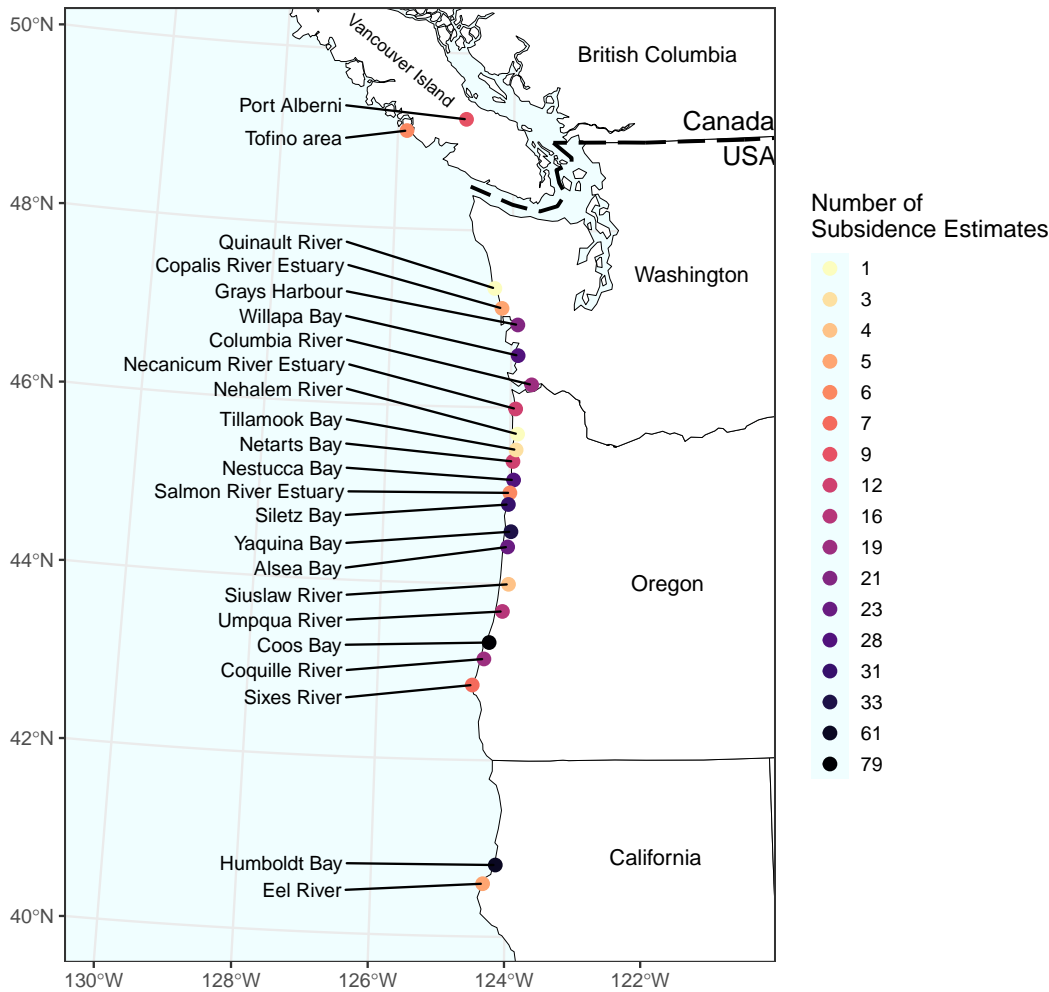 50°N
48°N
46°N
44°N
42°N
40°N
Vancouver Island
British Columbia
Port Alberni
Tofino area
Canada
USA
Quinault River
Copalis River Estuary
Grays Harbour
Willapa Bay
Columbia River
Necanicum River Estuary
Nehalem River
Tillamook Bay
Netarts Bay
Nestucca Bay
Salmon River Estuary
Siletz Bay
Yaquina Bay
Alsea Bay
Siuslaw River
Umpqua River
Coos Bay
Coquille River
Sixes River
Humboldt Bay
Eel River
Washington
Oregon
California
130°W
128°W
126°W
124°W
122°W
Number of
Subsidence Estimates
1
3
4
5
6
7
9
12
16
19
21
23
28
31
33
61
79